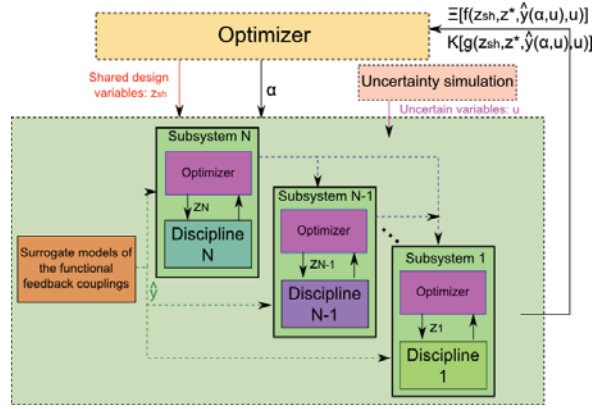 Optimizer
Ξ[f(zsh,z*,ŷ(α,u),u)]
K[g(zsh,z*,ŷ(α,u),u)]
Shared design
variables: zsh
α
Uncertainty simulation
Uncertain variables: u
Subsystem N
Optimizer
zN
Discipline
N
Subsystem N-1
Optimizer
zN-1
Discipline
N-1
Subsystem 1
Optimizer
z1
Discipline
1
Surrogate models of
the functional
feedback couplings
ŷ